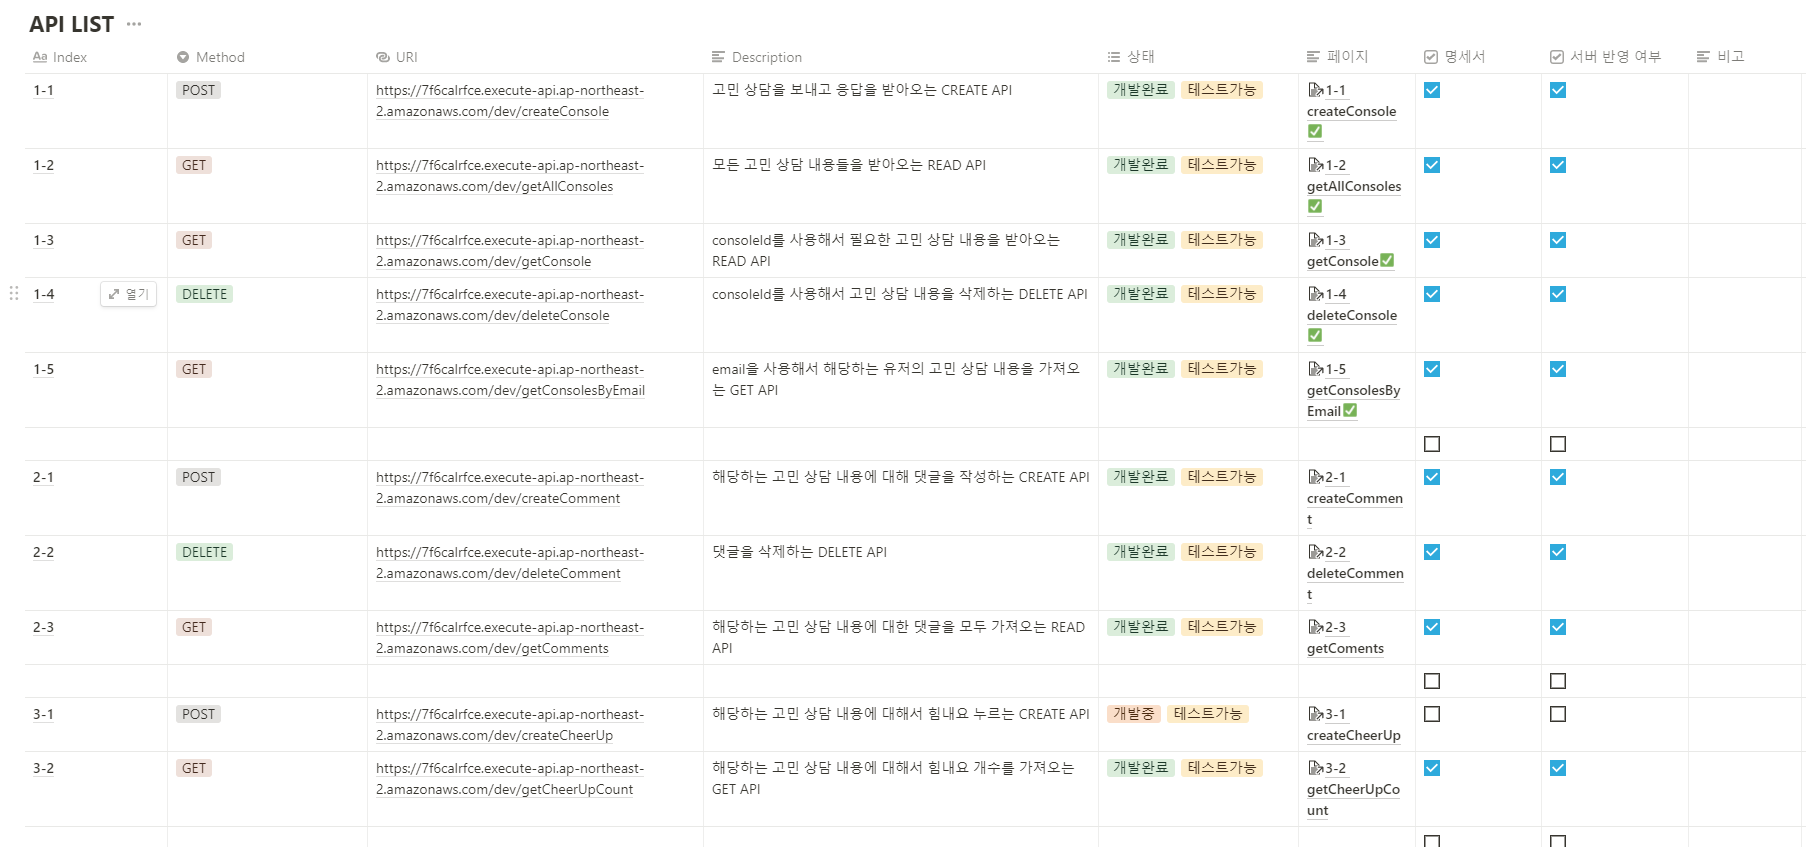 API LIST
Index Method URI Description 상태 페이지 명세서 서버 반영 여부 비고
1-1 POST https://7f6calrfce.execute-api.ap-northeast- 고민 상담을 보내고 응답을 받아오는 CREATE API 개발완료 테스트가능 1-1
2.amazonaws.com/dev/createConsole createConsole
1-2 GET https://7f6calrfce.execute-api.ap-northeast- 모든 고민 상담 내용들을 받아오는 READ API 개발완료 테스트가능 1-2
2.amazonaws.com/dev/getAllConsoles getAllConsoles
1-3 GET https://7f6calrfce.execute-api.ap-northeast- consoleId를 사용해서 필요한 고민 상담 내용을 받아오는 개발완료 테스트가능 1-3
2.amazonaws.com/dev/getConsole READ API getConsole
1-4 열기 DELETE https://7f6calrfce.execute-api.ap-northeast- consoleId를 사용해서 고민 상담 내용을 삭제하는 DELETE API 개발완료 테스트가능 1-4
2.amazonaws.com/dev/deleteConsole deleteConsole
1-5 GET https://7f6calrfce.execute-api.ap-northeast- email을 사용해서 해당하는 유저의 고민 상담 내용을 가져오 개발완료 테스트가능 1-5
2.amazonaws.com/dev/getConsolesByEmail 는 GET API getConsolesBy
Email
2-1 POST https://7f6calrfce.execute-api.ap-northeast- 해당하는 고민 상담 내용에 대해 댓글을 작성하는 CREATE API 개발완료 테스트가능 2-1
2.amazonaws.com/dev/createComment createCommen
t
2-2 DELETE https://7f6calrfce.execute-api.ap-northeast- 댓글을 삭제하는 DELETE API 개발완료 테스트가능 2-2
2.amazonaws.com/dev/deleteComment deleteCommen
t
2-3 GET https://7f6calrfce.execute-api.ap-northeast- 해당하는 고민 상담 내용에 대한 댓글을 모두 가져오는 READ 개발완료 테스트가능 2-3
2.amazonaws.com/dev/getComments API getComents
3-1 POST https://7f6calrfce.execute-api.ap-northeast- 해당하는 고민 상담 내용에 대해서 힘내요 누르는 CREATE API 개발중 테스트가능 3-1
2.amazonaws.com/dev/createCheerUp createCheerUp
3-2 GET https://7f6calrfce.execute-api.ap-northeast- 해당하는 고민 상담 내용에 대해서 힘내요 개수를 가져오는 개발완료 테스트가능 3-2
2.amazonaws.com/dev/getCheerUpCount GET API getCheerUpCo
unt